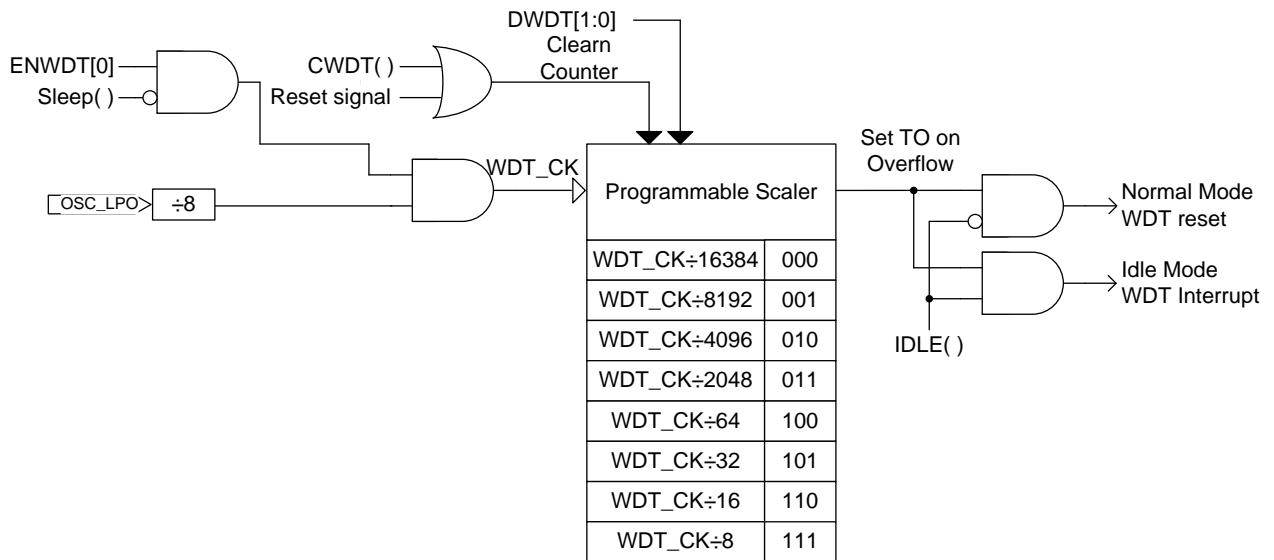 DWDT[1:0]
Clearn
Counter
ENWDT[0]
Sleep( )
CWDT( )
Reset signal
OSC_LPO
÷8
WDT_CK
Programmable Scaler
WDT_CK÷16384 000
WDT_CK÷8192 001
WDT_CK÷4096 010
WDT_CK÷2048 011
WDT_CK÷64 100
WDT_CK÷32 101
WDT_CK÷16 110
WDT_CK÷8 111
Set TO on
Overflow
IDLE( )
Normal Mode
WDT reset
Idle Mode
WDT Interrupt